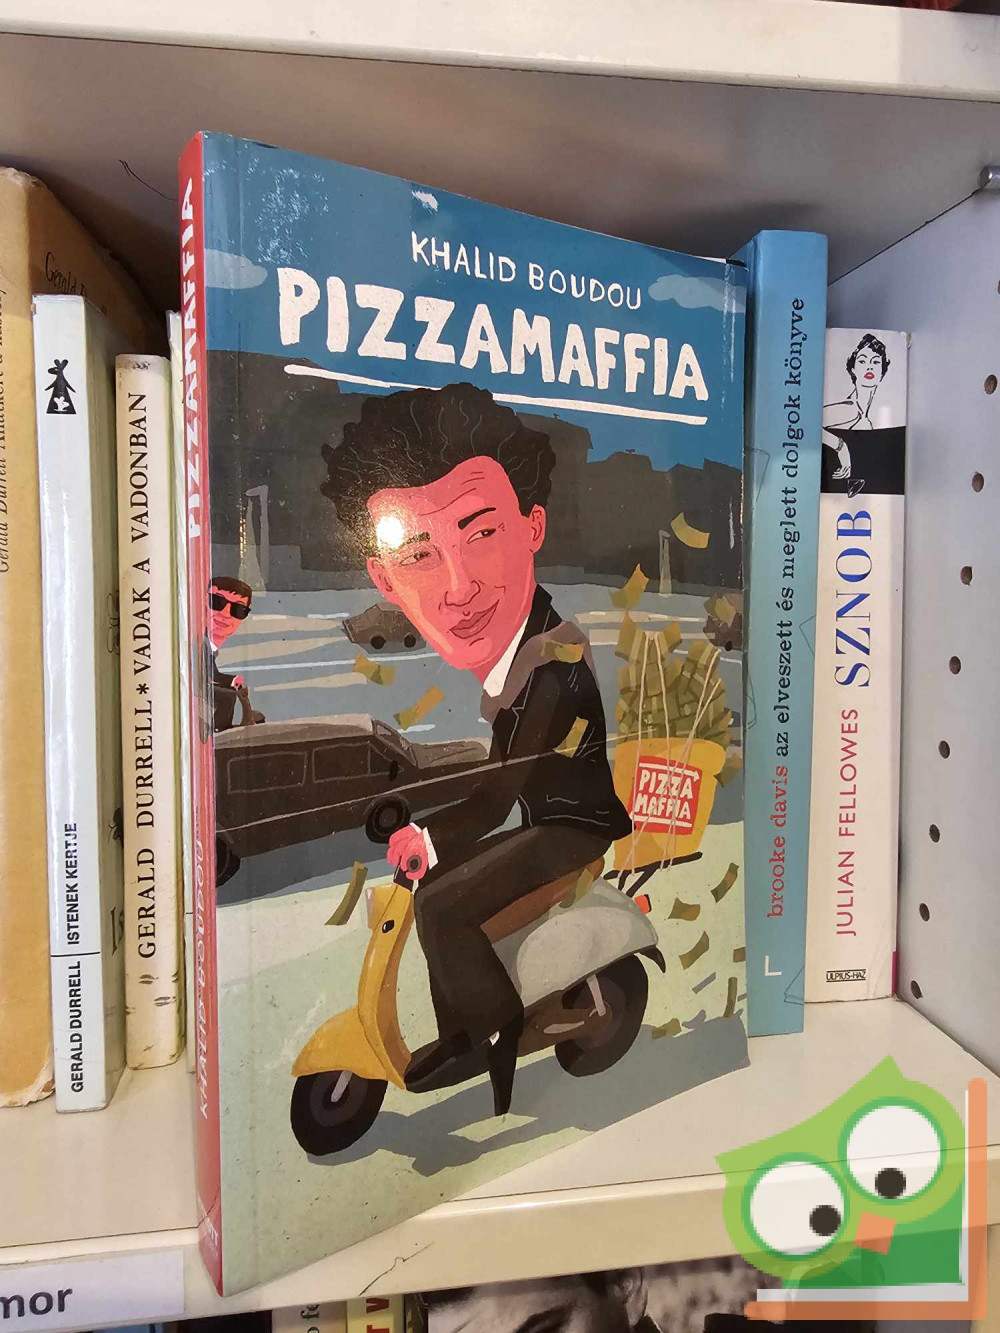 KHALID BOUDOU
PIZZAMAFFIA
PIZZA
MAFFIA
PIZZAMAFFIA
KHALID BOUDOU
GERALD DURRELL ISTENEK KERTJE
GERALD DURRELL * VADAK A VADONBAN
brooke davis az elveszett és meglett dolgok könyve
JULIAN FELLOWES SZNOB
ULPIUS-HÁZ
mor